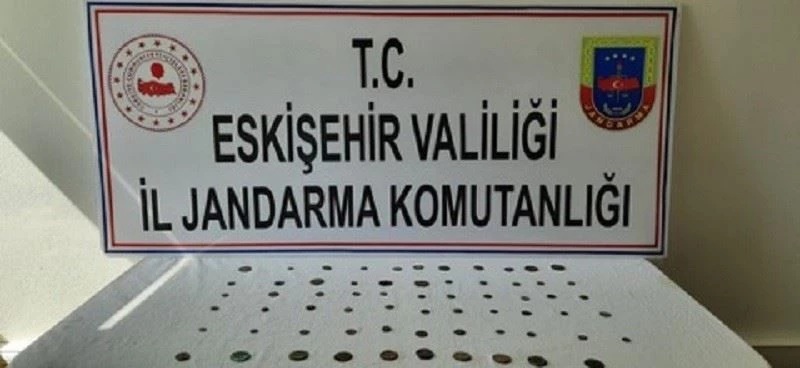 T.C.
ESKİŞEHİR VALİLİĞİ
İL JANDARMA KOMUTANLIĞI
JANDARMA